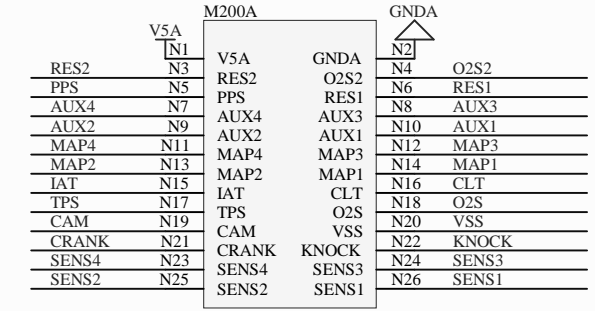 M200A GNDA
V5A
N1 V5A GNDA N2
RES2 N3 RES2 O2S2 N4 O2S2
PPS N5 PPS RES1 N6 RES1
AUX4 N7 AUX4 AUX3 N8 AUX3
AUX2 N9 AUX2 AUX1 N10 AUX1
MAP4 N11 MAP4 MAP3 N12 MAP3
MAP2 N13 MAP2 MAP1 N14 MAP1
IAT N15 IAT CLT N16 CLT
TPS N17 TPS O2S N18 O2S
CAM N19 CAM VSS N20 VSS
CRANK N21 CRANK KNOCK N22 KNOCK
SENS4 N23 SENS4 SENS3 N24 SENS3
SENS2 N25 SENS2 SENS1 N26 SENS1